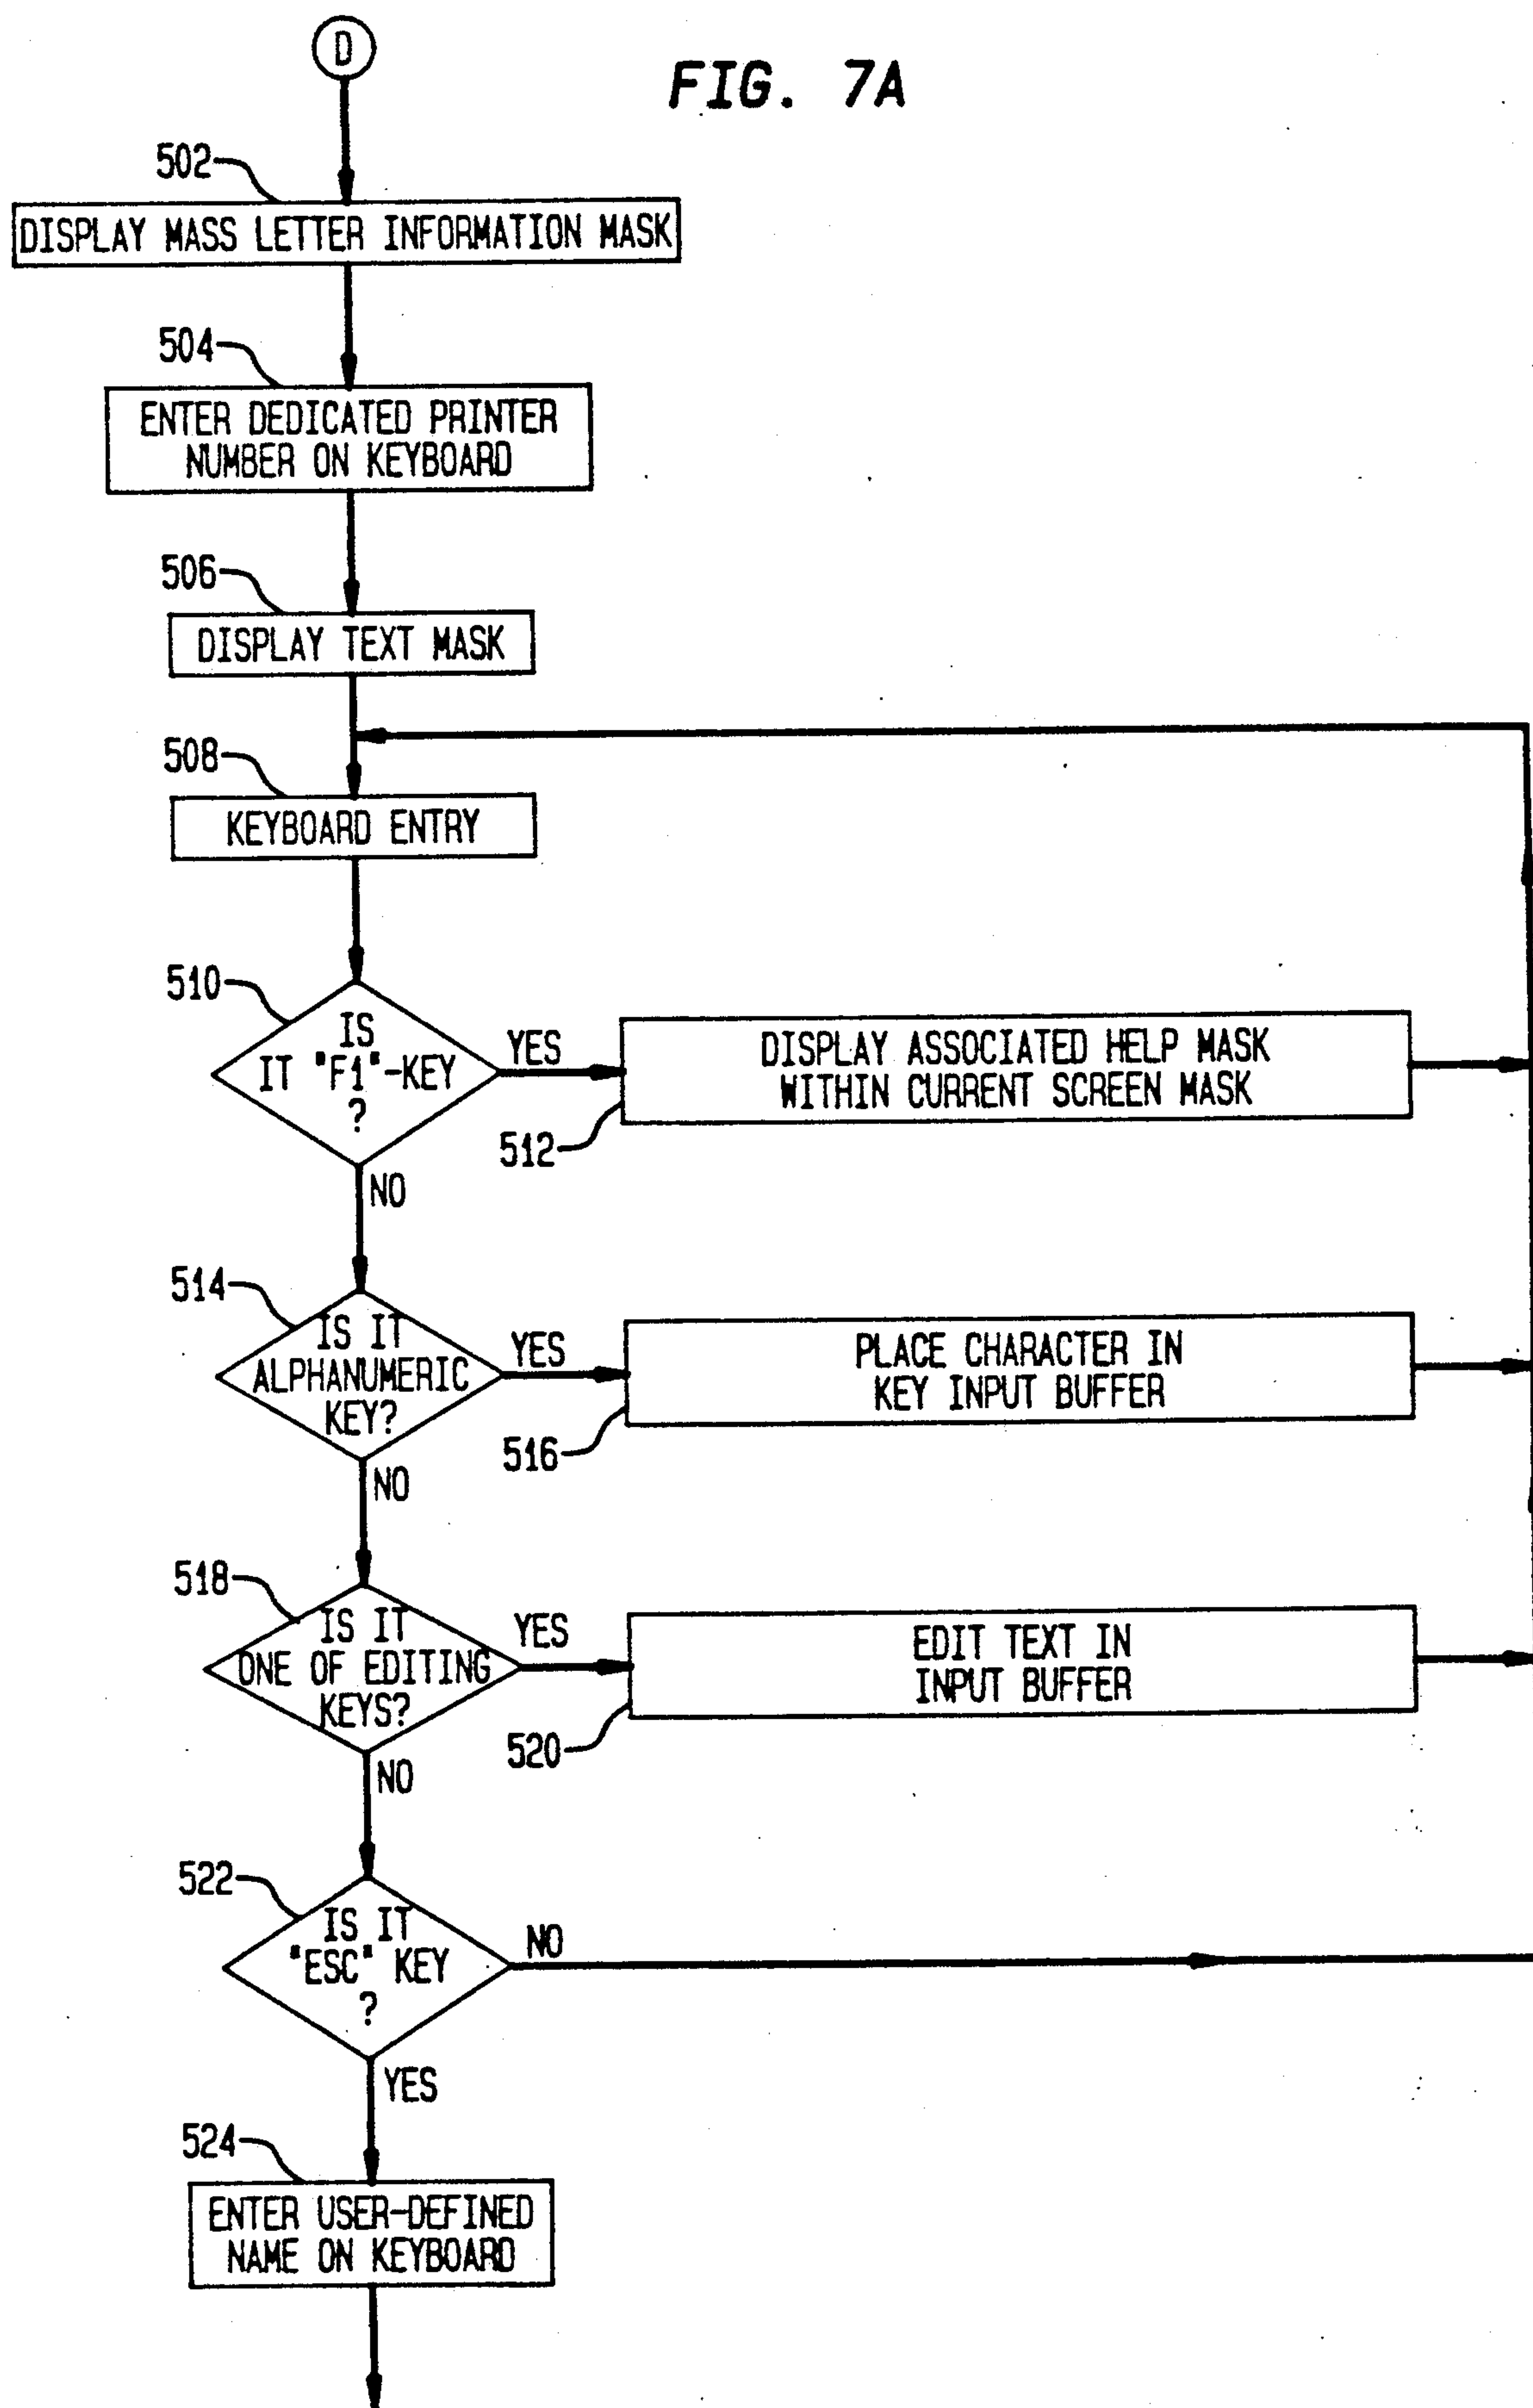 D
FIG. 7A
502
DISPLAY MASS LETTER INFORMATION MASK
504
ENTER DEDICATED PRINTER
NUMBER ON KEYBOARD
506
DISPLAY TEXT MASK
508
KEYBOARD ENTRY
510
IS
IT "F1"-KEY
?
YES
DISPLAY ASSOCIATED HELP MASK
WITHIN CURRENT SCREEN MASK
512
NO
514
IS IT
ALPHANUMERIC
KEY?
YES
PLACE CHARACTER IN
KEY INPUT BUFFER
516
NO
518
IS IT
ONE OF EDITING
KEYS?
YES
EDIT TEXT IN
INPUT BUFFER
520
NO
522
IS IT
"ESC" KEY
?
NO
YES
524
ENTER USER-DEFINED
NAME ON KEYBOARD